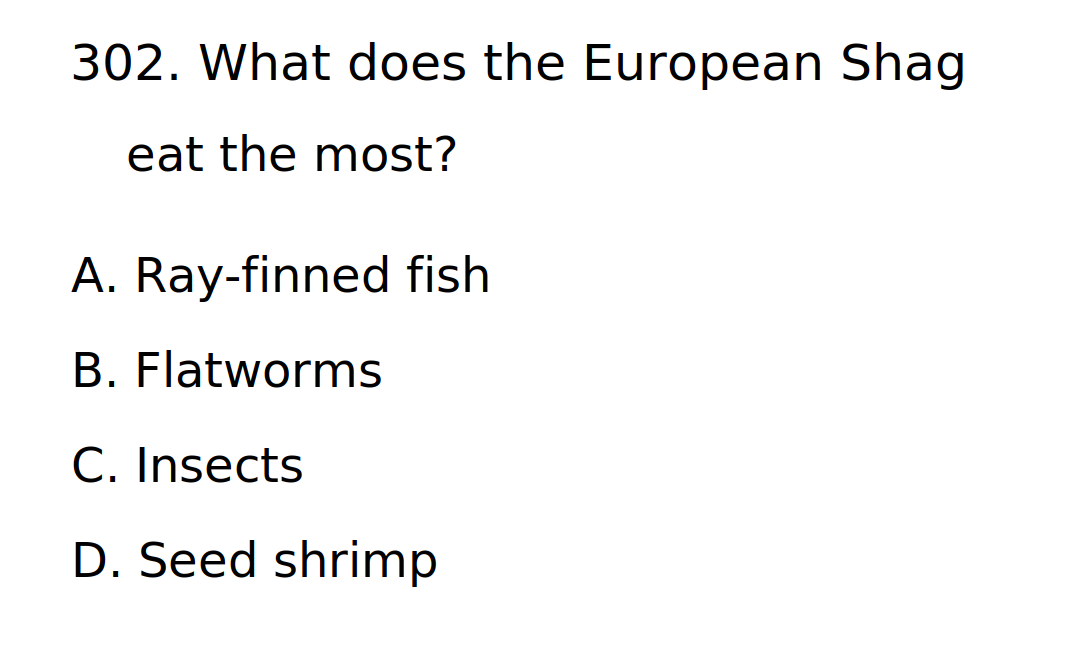 302. What does the European Shag
eat the most?
A. Ray-finned fish
B. Flatworms
C. Insects
D. Seed shrimp